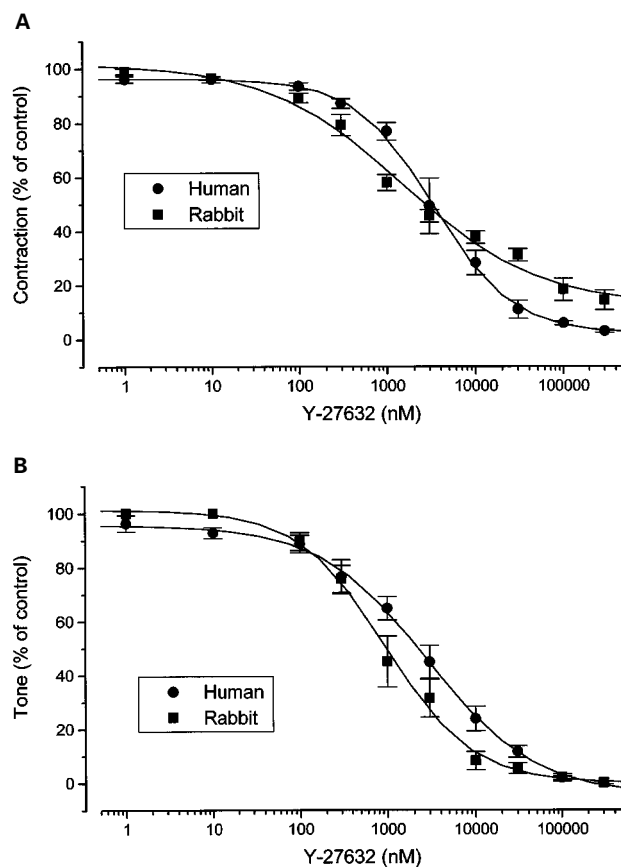 A
Contraction (% of control)
100
80
60
40
20
0
Human
Rabbit
1 10 100 1000 10000 100000
Y-27632 (nM)
B
Tone (% of control)
100
80
60
40
20
0
Human
Rabbit
1 10 100 1000 10000 100000
Y-27632 (nM)